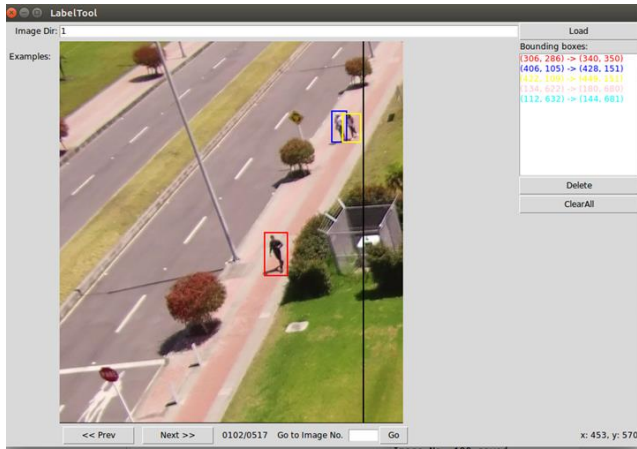 LabelTool
Image Dir: 1
Load
Examples:
Bounding boxes:
(306, 286) -> (340, 350)
(406, 105) -> (428, 151)
(134, 622) -> (180, 680)
(112, 632) -> (144, 681)
Delete
ClearAll
<< Prev
Next >>
0102/0517
Go to Image No.
Go
x: 453, y: 570